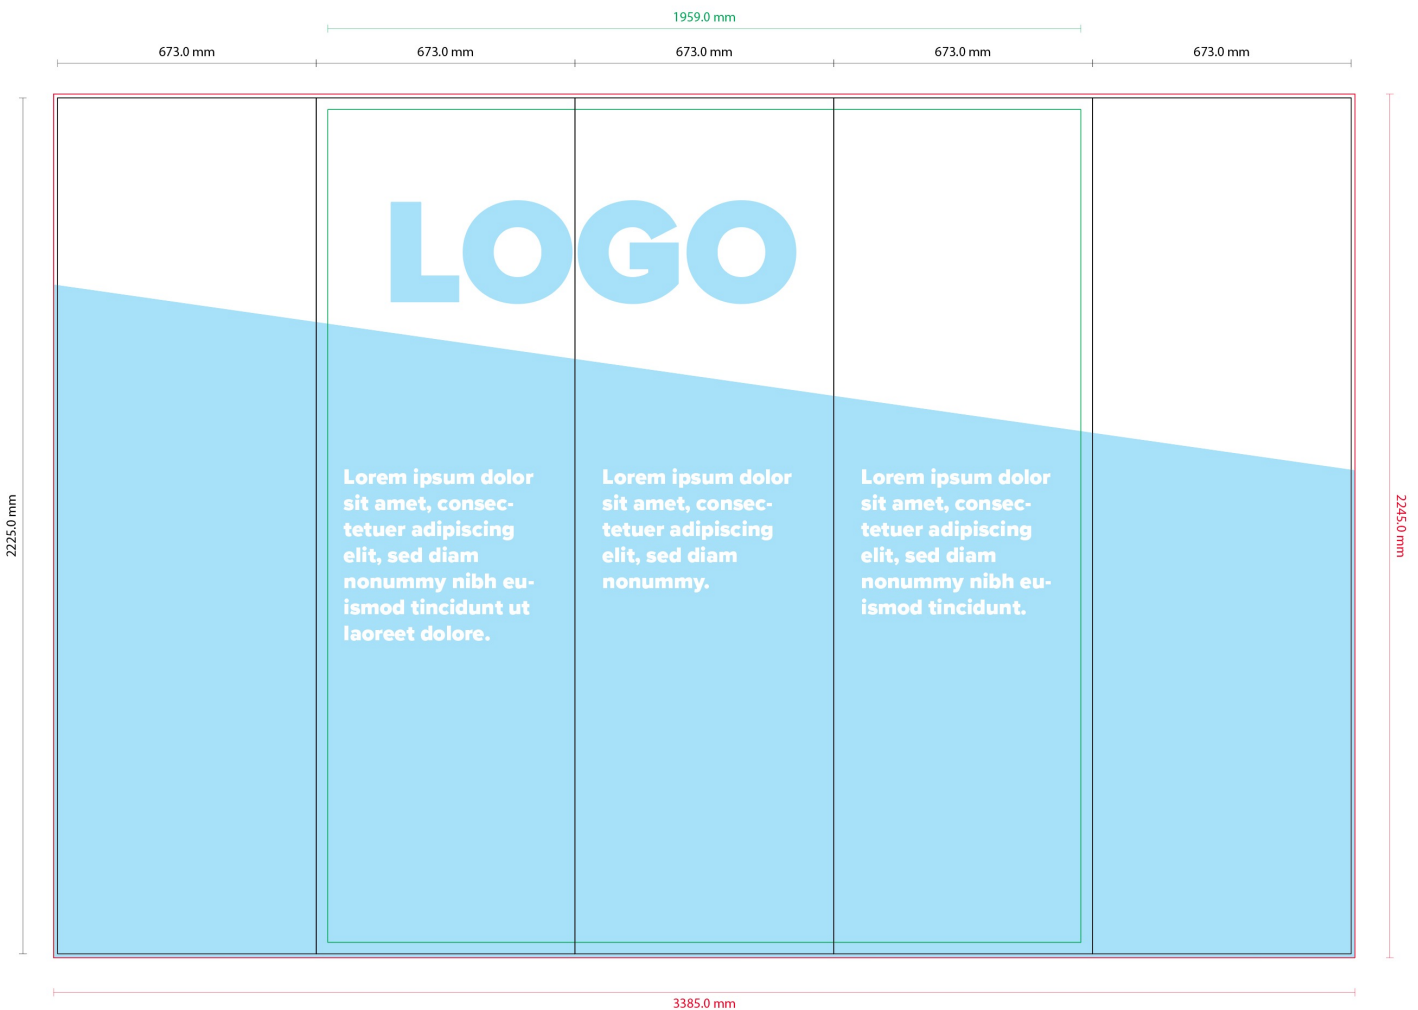 1959.0 mm
673.0 mm
673.0 mm
673.0 mm
673.0 mm
673.0 mm
LOGO
Lorem ipsum dolor
sit amet, consec-
tetuer adipiscing
elit, sed diam
nonummy nibh eu-
ismod tincidunt ut
laoreet dolore.
Lorem ipsum dolor
sit amet, consec-
tetuer adipiscing
elit, sed diam
nonummy.
Lorem ipsum dolor
sit amet, consec-
tetuer adipiscing
elit, sed diam
nonummy nibh eu-
ismod tincidunt.
2225.0 mm
2245.0 mm
3385.0 mm